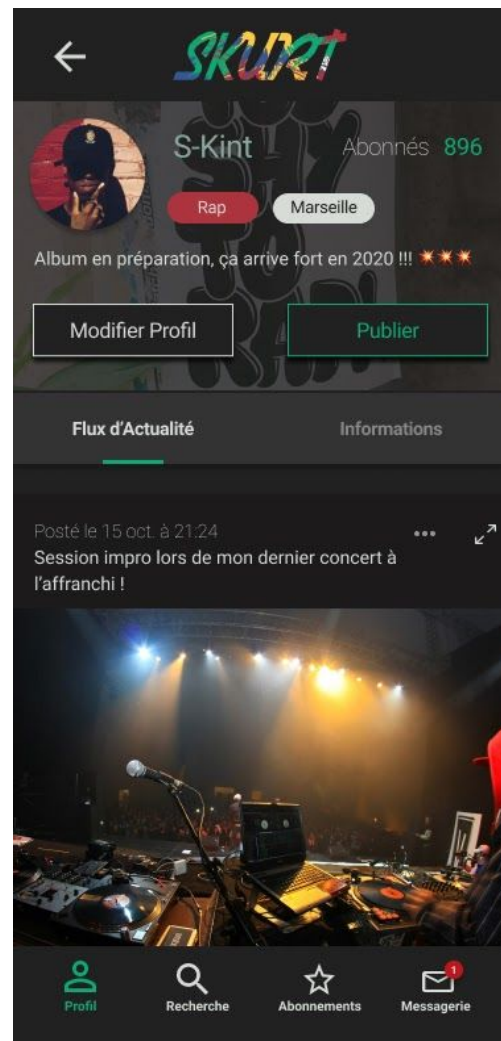 SKURT
S-Kint
Abonnés 896
Rap
Marseille
Album en préparation, ça arrive fort en 2020 !!! 💥💥💥
Modifier Profil
Publier
Flux d'Actualité
Informations
Posté le 15 oct. à 21:24
Session impro lors de mon dernier concert à
l'affranchi !
1
Profil
Recherche
Abonnements
Messagerie